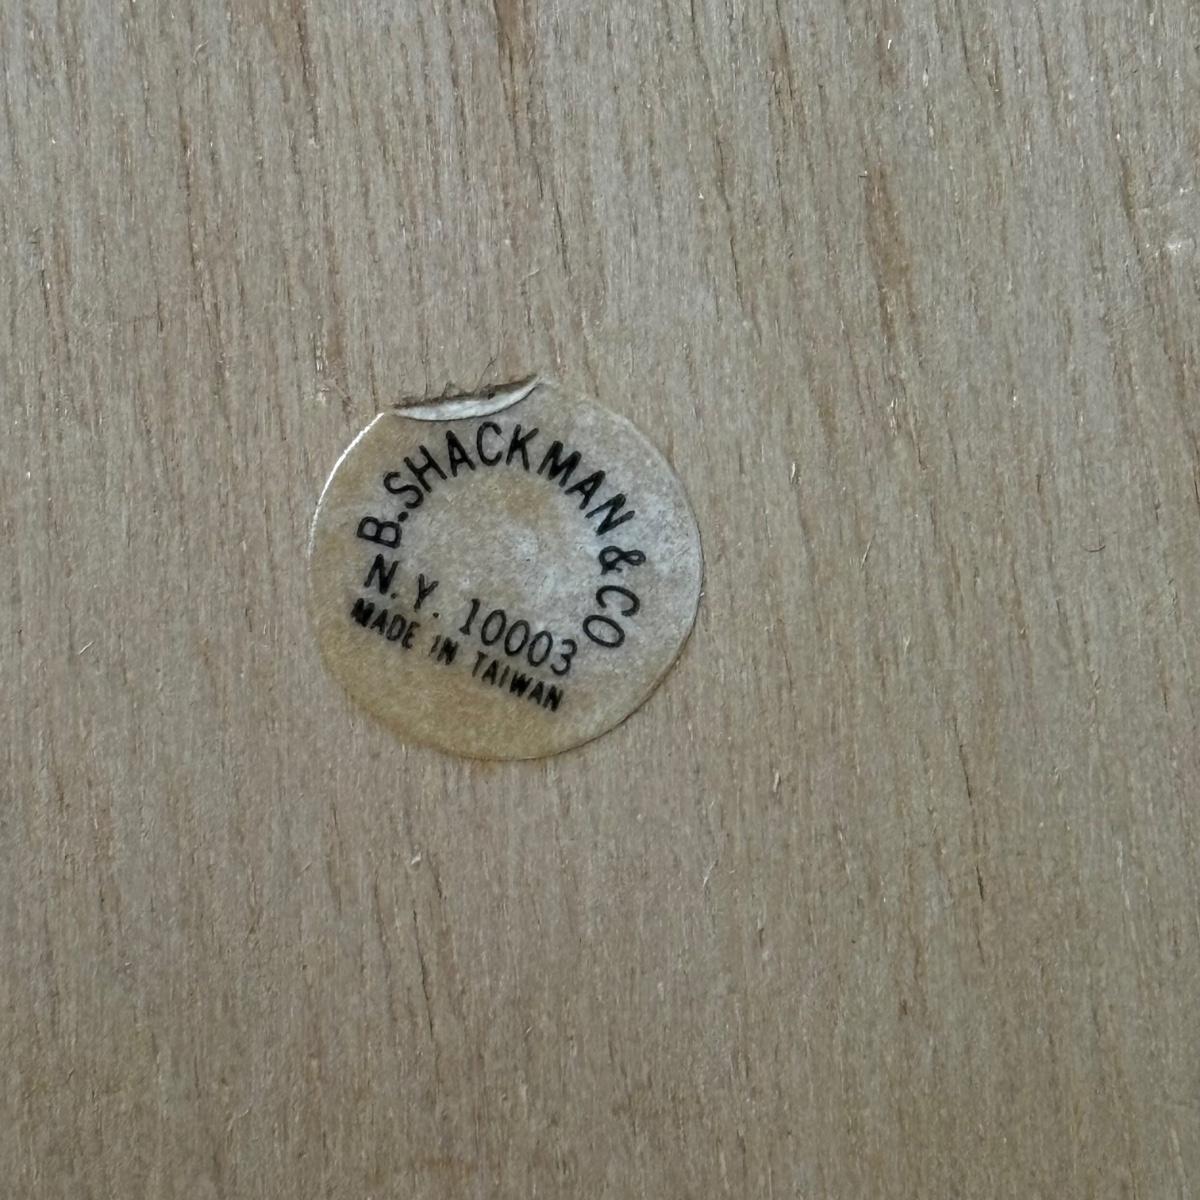 B. SHACKMAN & CO
N.Y. 10003
MADE IN TAIWAN